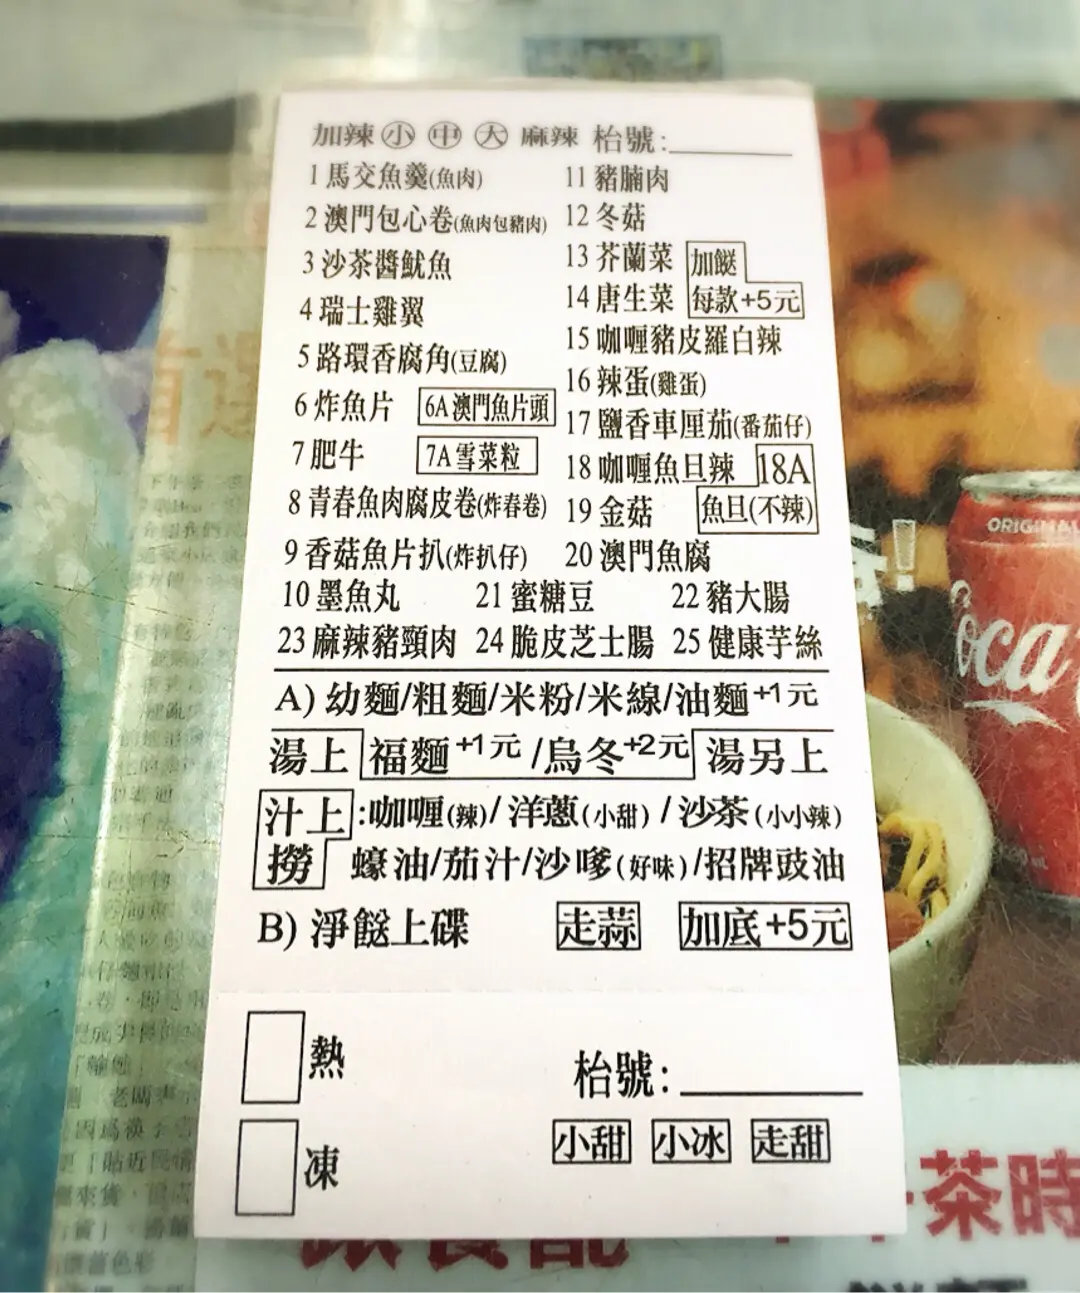 加辣 小 中 大 麻辣 枱號:
1 馬交魚羹(魚肉) 11 豬腩肉
2 澳門包心卷(魚肉包豬肉) 12 冬菇
3 沙茶醬魷魚 13 芥蘭菜 加餸
4 瑞士雞翼 14 唐生菜 每款+5元
5 路環香腐角(豆腐) 15 咖喱豬皮羅白辣
6 炸魚片 6A澳門魚片頭 16 辣蛋(雞蛋)
7 肥牛 7A雪菜粒 17 鹽香車厘茄(番茄仔)
8 青春魚肉腐皮卷(炸春卷) 18 咖喱魚旦辣 18A
9 香菇魚片扒(炸扒仔) 19 金菇 魚旦(不辣)
20 澳門魚腐
10 墨魚丸 21 蜜糖豆 22 豬大腸
23 麻辣豬頸肉 24 脆皮芝士腸 25 健康芋絲
A) 幼麵/粗麵/米粉/米線/油麵+1元
湯上 福麵+1元/烏冬+2元 湯另上
汁上:咖喱(辣)/洋蔥(小甜)/沙茶(小小辣)
撈 蠔油/茄汁/沙嗲(好味)/招牌豉油
B) 淨餸上碟 走蒜 加底+5元
熱 枱號:
小甜 小冰 走甜
凍
ORIGINAL
Coca
茶時